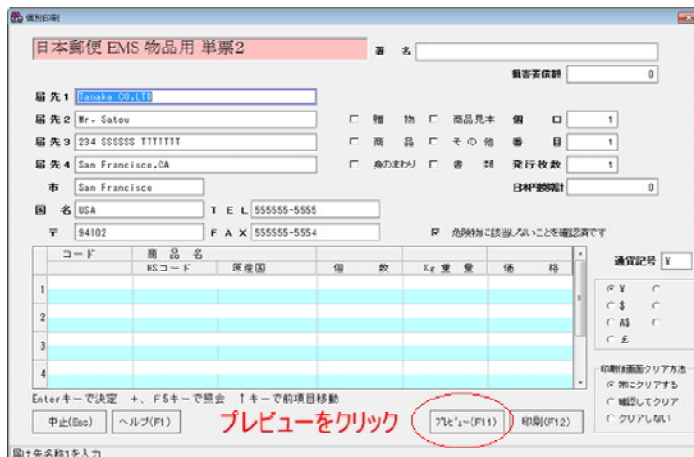 個別印刷
日本郵便 EMS 物品用 単票2
署 名
損害要償額 0
届 先 1 Tanaka CO,LTD
届 先 2 Mr. Satou
贈 物 商品見本 個 口 1
届 先 3 234 SSSSSS TTTTTTT
商 品 その他 番 目 1
届 先 4 San Francisco,CA
身のまわり 書 類 発行枚数 1
市 San Francisco
日本円換算合計 0
国 名 USA TEL 555555-5555
〒 94102 FAX 555555-5554
危険物に該当しないことを確認済です
コード 商 品 名
HSコード 原産国 個 数 Kg 重 量 価 格
通貨記号 ¥
1
2
3
4
¥
$
A$
£
印刷後画面クリア方法
常にクリアする
確認してクリア
クリアしない
Enterキーで決定 +、F5キーで照会 ↑キーで前項目移動
中止(Esc) ヘルプ(F1) プレビューをクリック プレビュー(F11) 印刷(F12)
届け先名称1を入力